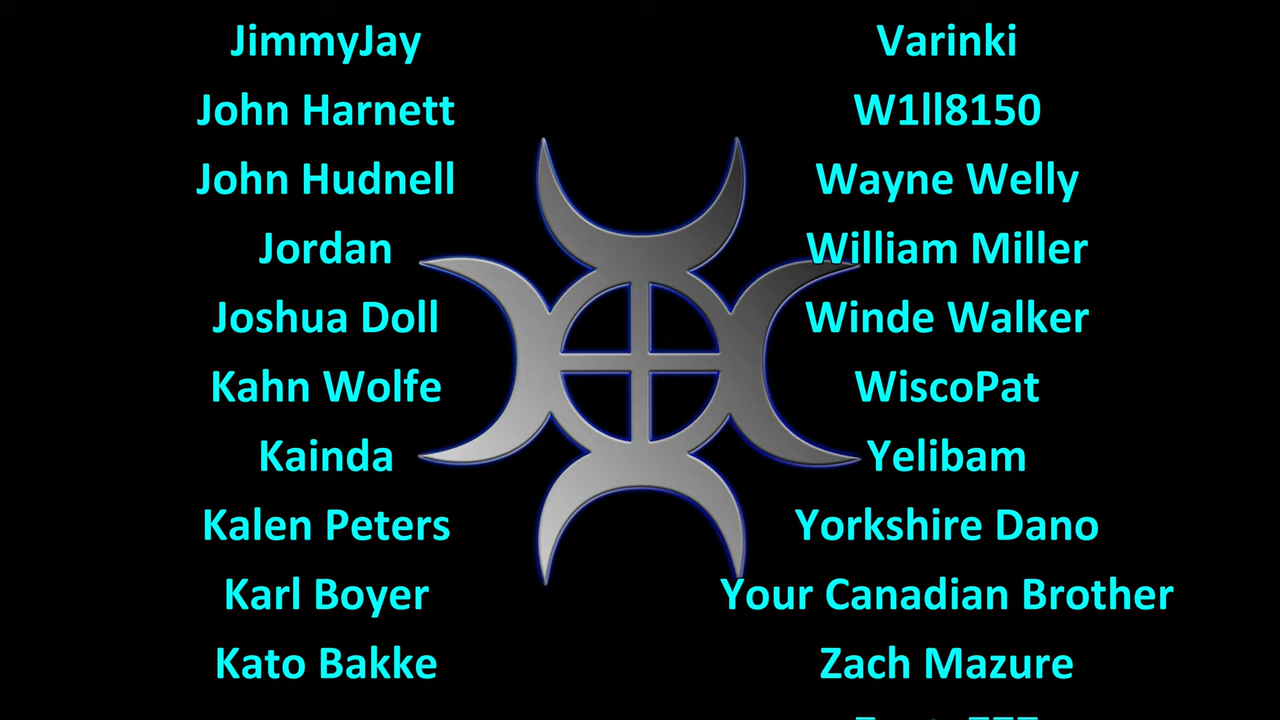 JimmyJay
John Harnett
John Hudnell
Jordan
Joshua Doll
Kahn Wolfe
Kainda
Kalen Peters
Karl Boyer
Kato Bakke
Varinki
W1ll8150
Wayne Welly
William Miller
Winde Walker
WiscoPat
Yelibam
Yorkshire Dano
Your Canadian Brother
Zach Mazure